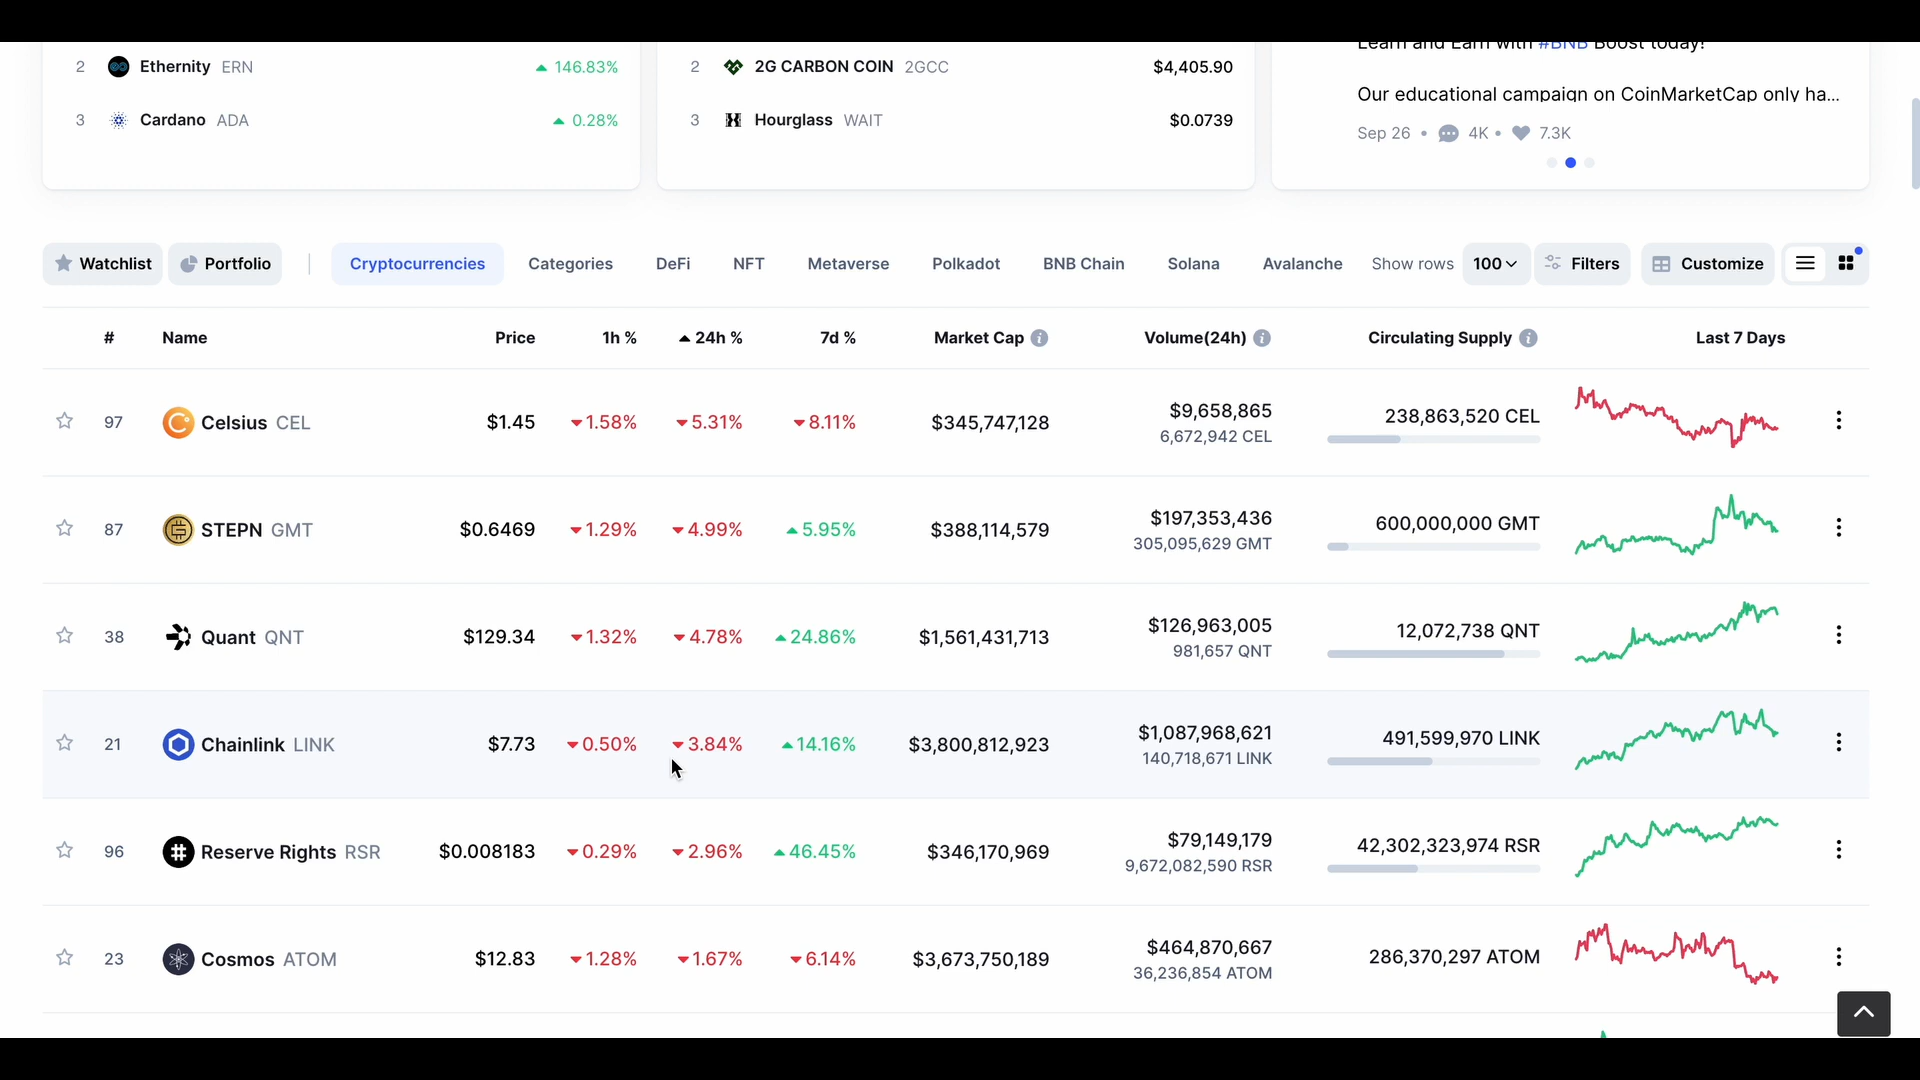 Learn and Earn with #BNB Boost today!
2 Ethernity ERN 146.83%
2 2G CARBON COIN 2GCC $4,405.90
Our educational campaign on CoinMarketCap only ha...
3 Cardano ADA 0.28%
3 Hourglass WAIT $0.0739
Sep 26 • 4K • 7.3K
Watchlist Portfolio Cryptocurrencies Categories DeFi NFT Metaverse Polkadot BNB Chain Solana Avalanche Show rows 100 Filters Customize
# Name Price 1h % 24h % 7d % Market Cap Volume(24h) Circulating Supply Last 7 Days
97 Celsius CEL $1.45 1.58% 5.31% 8.11% $345,747,128 $9,658,865 238,863,520 CEL
6,672,942 CEL
87 STEPN GMT $0.6469 1.29% 4.99% 5.95% $388,114,579 $197,353,436 600,000,000 GMT
305,095,629 GMT
38 Quant QNT $129.34 1.32% 4.78% 24.86% $1,561,431,713 $126,963,005 12,072,738 QNT
981,657 QNT
21 Chainlink LINK $7.73 0.50% 3.84% 14.16% $3,800,812,923 $1,087,968,621 491,599,970 LINK
140,718,671 LINK
96 Reserve Rights RSR $0.008183 0.29% 2.96% 46.45% $346,170,969 $79,149,179 42,302,323,974 RSR
9,672,082,590 RSR
23 Cosmos ATOM $12.83 1.28% 1.67% 6.14% $3,673,750,189 $464,870,667 286,370,297 ATOM
36,236,854 ATOM